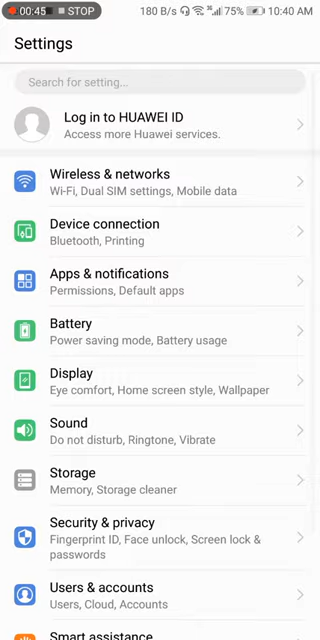 00:45 STOP 180 B/s 75% 10:40 AM
Settings
Search for setting...
Log in to HUAWEI ID
Access more Huawei services.
Wireless & networks
Wi-Fi, Dual SIM settings, Mobile data
Device connection
Bluetooth, Printing
Apps & notifications
Permissions, Default apps
Battery
Power saving mode, Battery usage
Display
Eye comfort, Home screen style, Wallpaper
Sound
Do not disturb, Ringtone, Vibrate
Storage
Memory, Storage cleaner
Security & privacy
Fingerprint ID, Face unlock, Screen lock &
passwords
Users & accounts
Users, Cloud, Accounts
Smart assistance